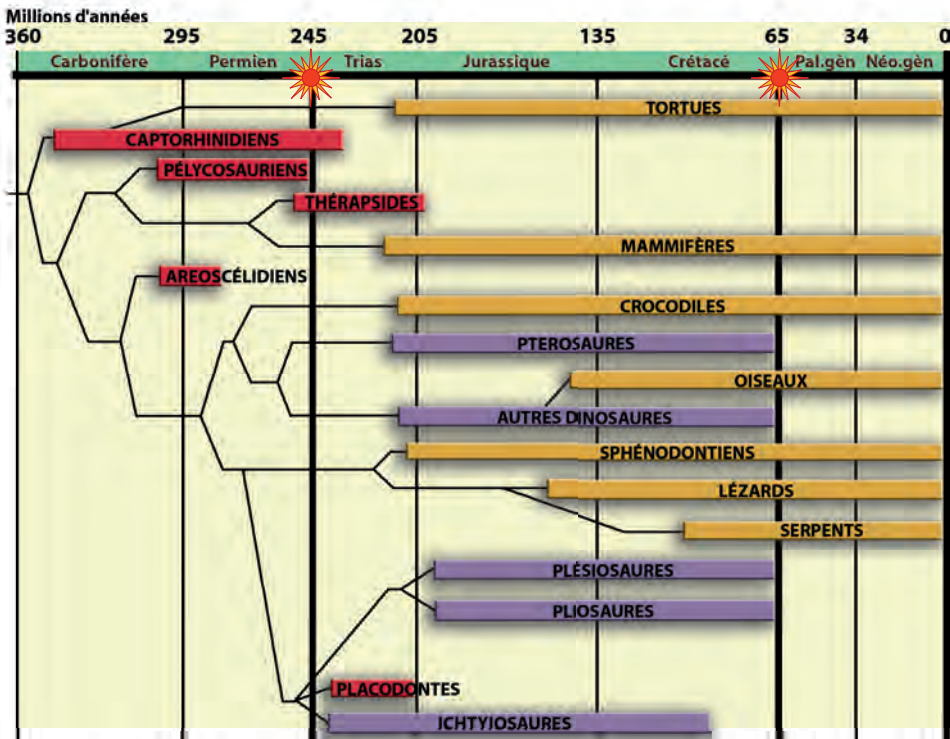 Millions d'années
360 295 245 205 135 65 34 0
Carbonifère Permien Trias Jurassique Crétacé Pal.gèn Néo.gèn
TORTUES
CAPTORHINIDIENS
PÉLYCOSAURIENS
THÉRAPSIDES
MAMMIFÈRES
AREOSCÉLIDIENS
CROCODILES
PTEROSAURES
OISEAUX
AUTRES DINOSAURES
SPHÉNODONTIENS
LÉZARDS
SERPENTS
PLÉSIOSAURES
PLIOSAURES
PLACODONTES
ICHTYIOSAURES